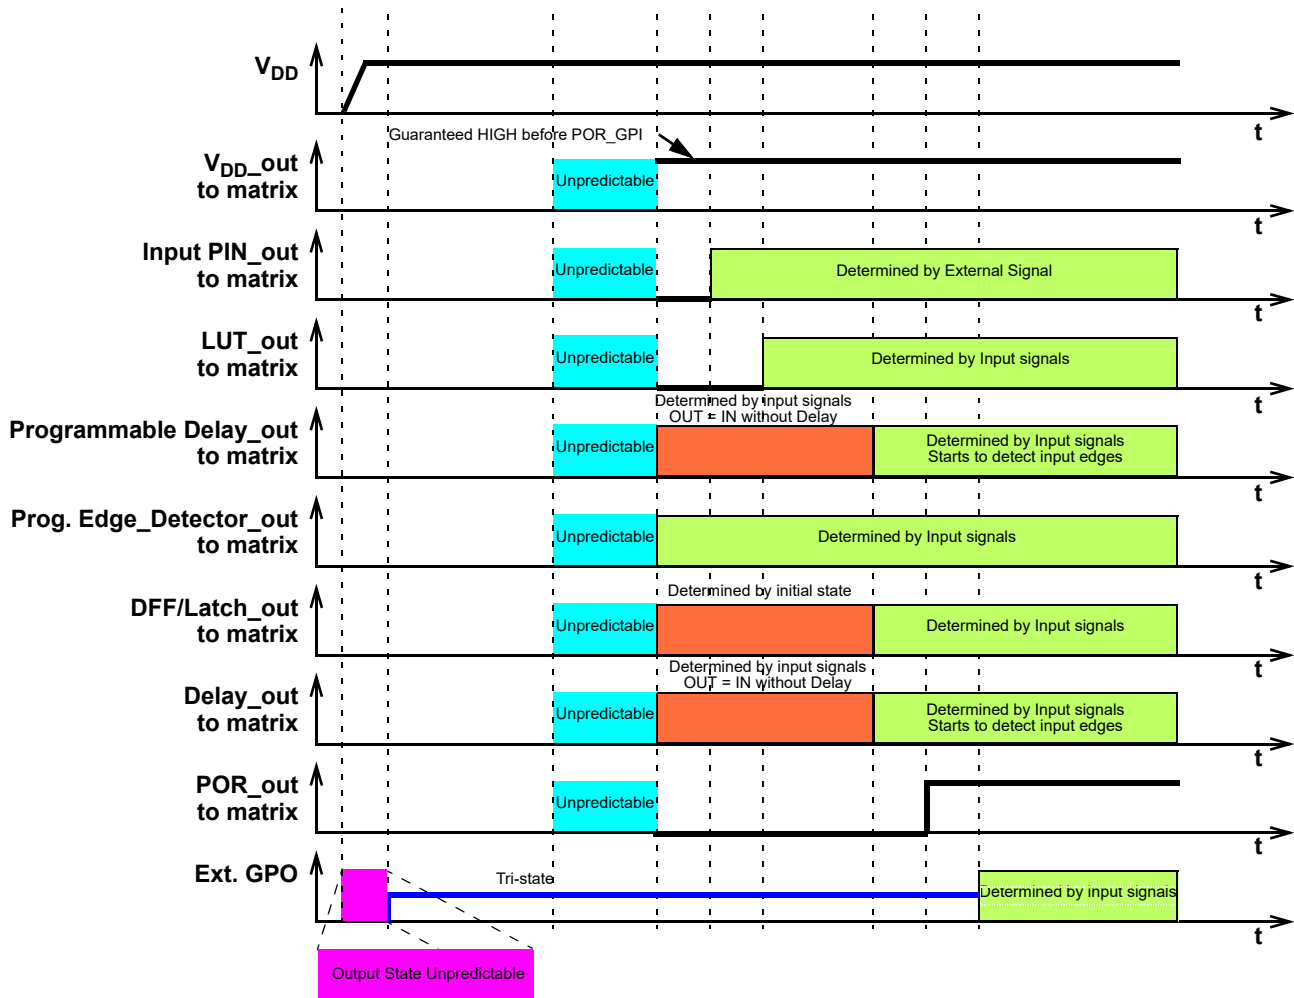 VDD
t
Guaranteed HIGH before POR_GPI
VDD_out
to matrix
Unpredictable
t
Input PIN_out
to matrix
Unpredictable
Determined by External Signal
t
LUT_out
to matrix
Unpredictable
Determined by Input signals
t
Determined by input signals
OUT = IN without Delay
Programmable Delay_out
to matrix
Unpredictable
Determined by Input signals
Starts to detect input edges
t
Prog. Edge_Detector_out
to matrix
Unpredictable
Determined by Input signals
t
Determined by initial state
DFF/Latch_out
to matrix
Unpredictable
Determined by Input signals
t
Determined by input signals
OUT = IN without Delay
Delay_out
to matrix
Unpredictable
Determined by Input signals
Starts to detect input edges
t
POR_out
to matrix
Unpredictable
t
Ext. GPO
Tri-state
Determined by input signals
t
Output State Unpredictable